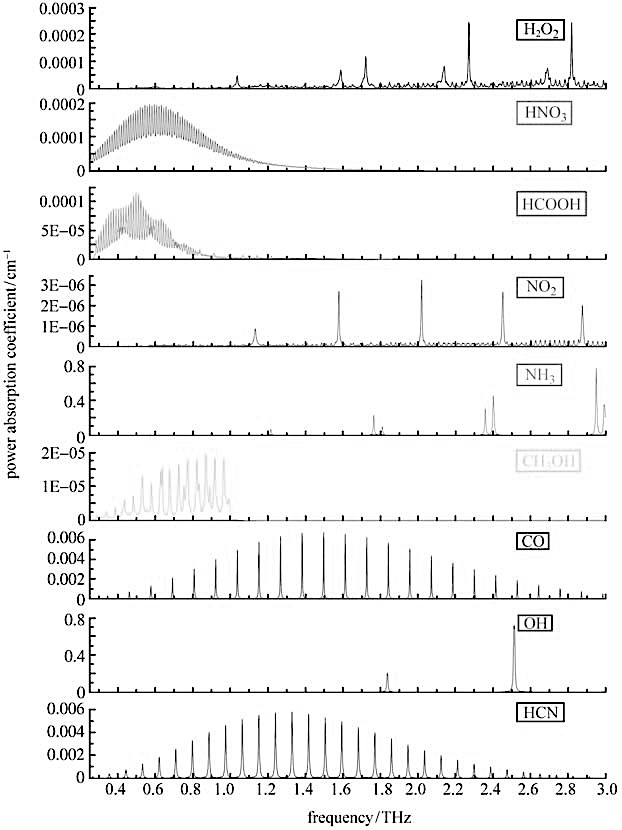 0.0003
0.0002
0.0001
0
H₂O₂
0.0002
0.0001
0
HNO₃
0.0001
5E-05
0
HCOOH
3E-06
2E-06
1E-06
0
NO₂
0.8
0.4
0
NH₃
2E-05
1E-05
0
CH₃OH
0.006
0.004
0.002
0
CO
0.8
0.4
0
OH
0.006
0.004
0.002
0
HCN
0.4 0.6 0.8 1.0 1.2 1.4 1.6 1.8 2.0 2.2 2.4 2.6 2.8 3.0
frequency/THz
power absorption coefficient/cm⁻¹